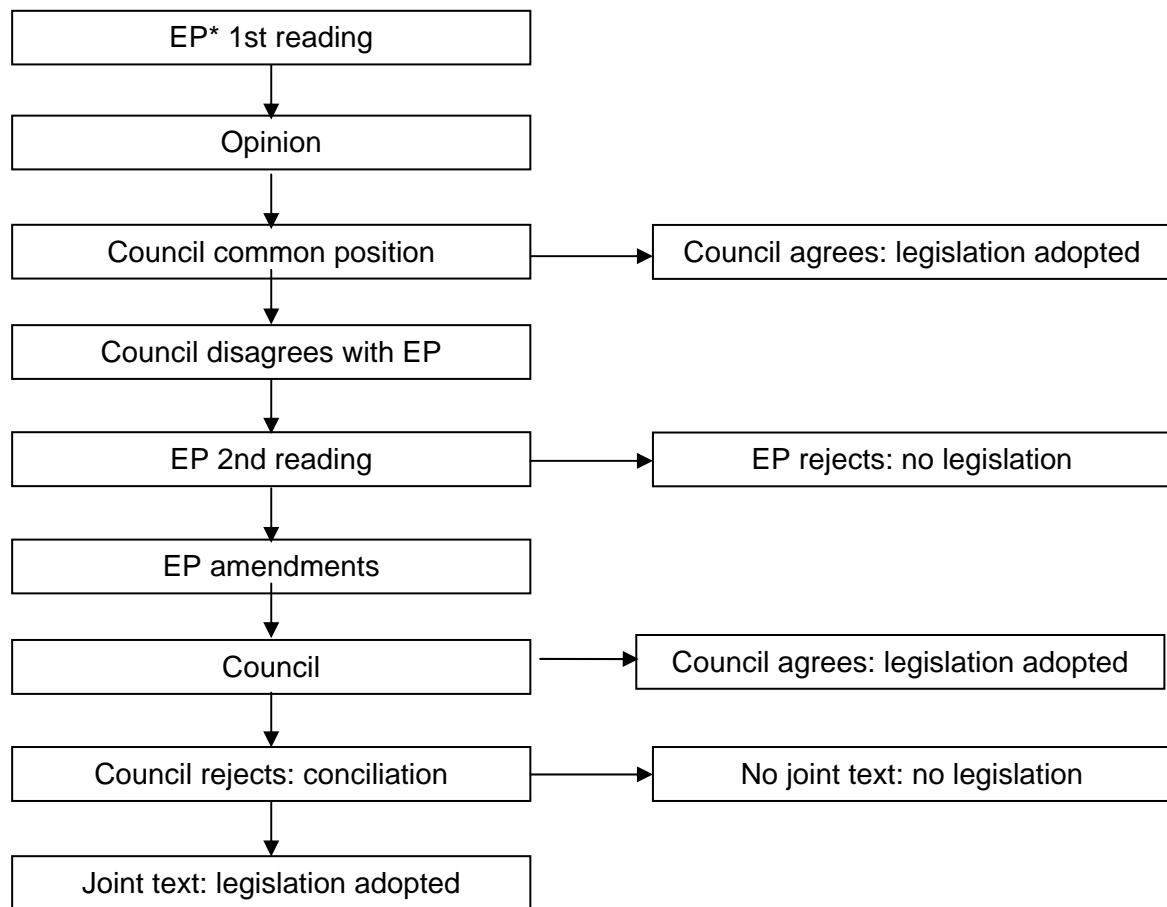 EP* 1st reading
Opinion
Council common position
Council agrees: legislation adopted
Council disagrees with EP
EP 2nd reading
EP rejects: no legislation
EP amendments
Council
Council agrees: legislation adopted
Council rejects: conciliation
No joint text: no legislation
Joint text: legislation adopted